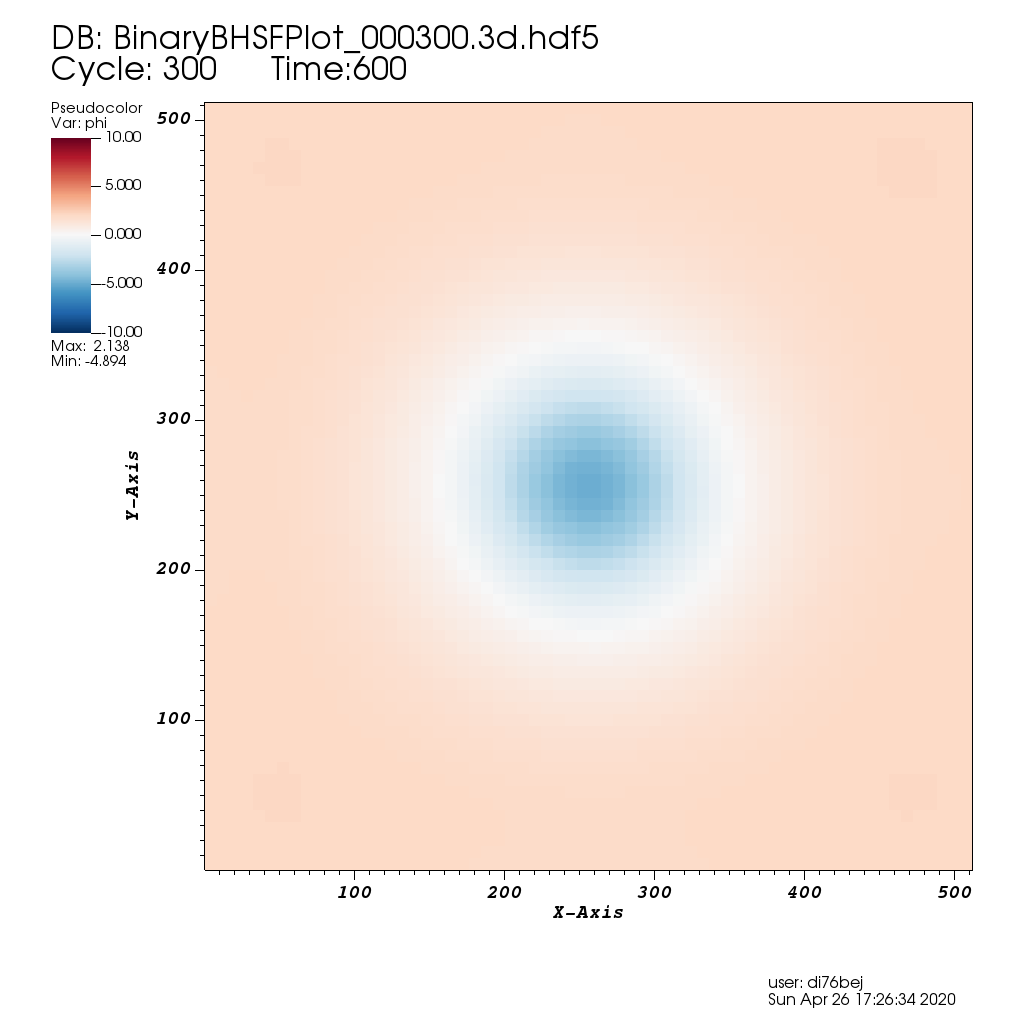 DB: BinaryBHSFPlot_000300.3d.hdf5
Cycle: 300 Time:600
Pseudocolor
Var: phi
10.00
5.000
0.000
-5.000
-10.00
Max: 2.138
Min: -4.894
500
400
300
200
100
Y-Axis
100 200 300 400 500
X-Axis
user: di76bej
Sun Apr 26 17:26:34 2020